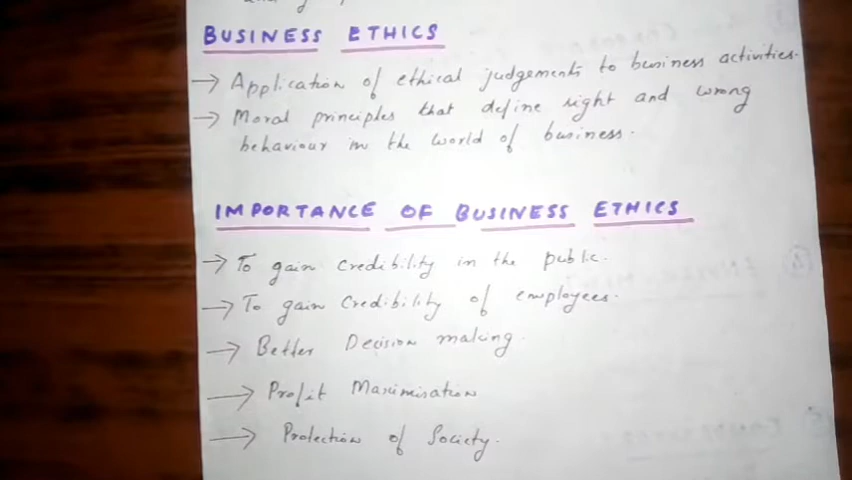 BUSINESS ETHICS
→ Application of ethical judgements to business activities.
→ Moral principles that define right and wrong
behaviour in the world of business.
IMPORTANCE OF BUSINESS ETHICS
→ To gain credibility in the public.
→ To gain credibility of employees.
→ Better Decision making.
→ Profit Maximisation
→ Protection of Society.